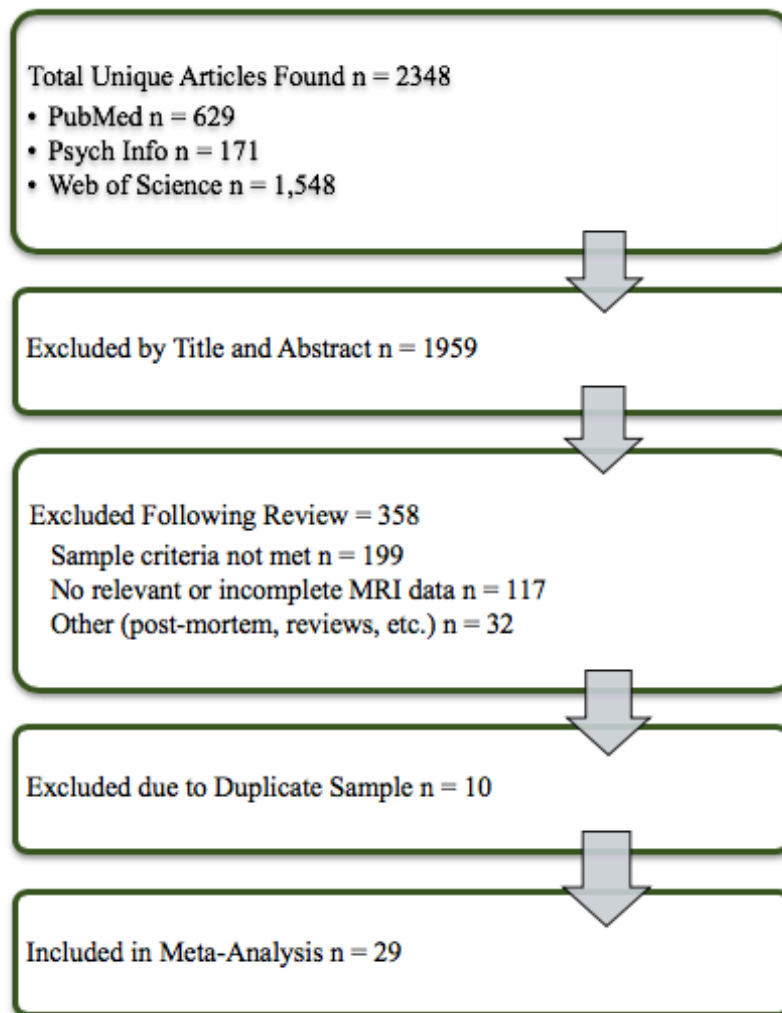 Total Unique Articles Found n = 2348
• PubMed n = 629
• Psych Info n = 171
• Web of Science n = 1,548
Excluded by Title and Abstract n = 1959
Excluded Following Review = 358
Sample criteria not met n = 199
No relevant or incomplete MRI data n = 117
Other (post-mortem, reviews, etc.) n = 32
Excluded due to Duplicate Sample n = 10
Included in Meta-Analysis n = 29